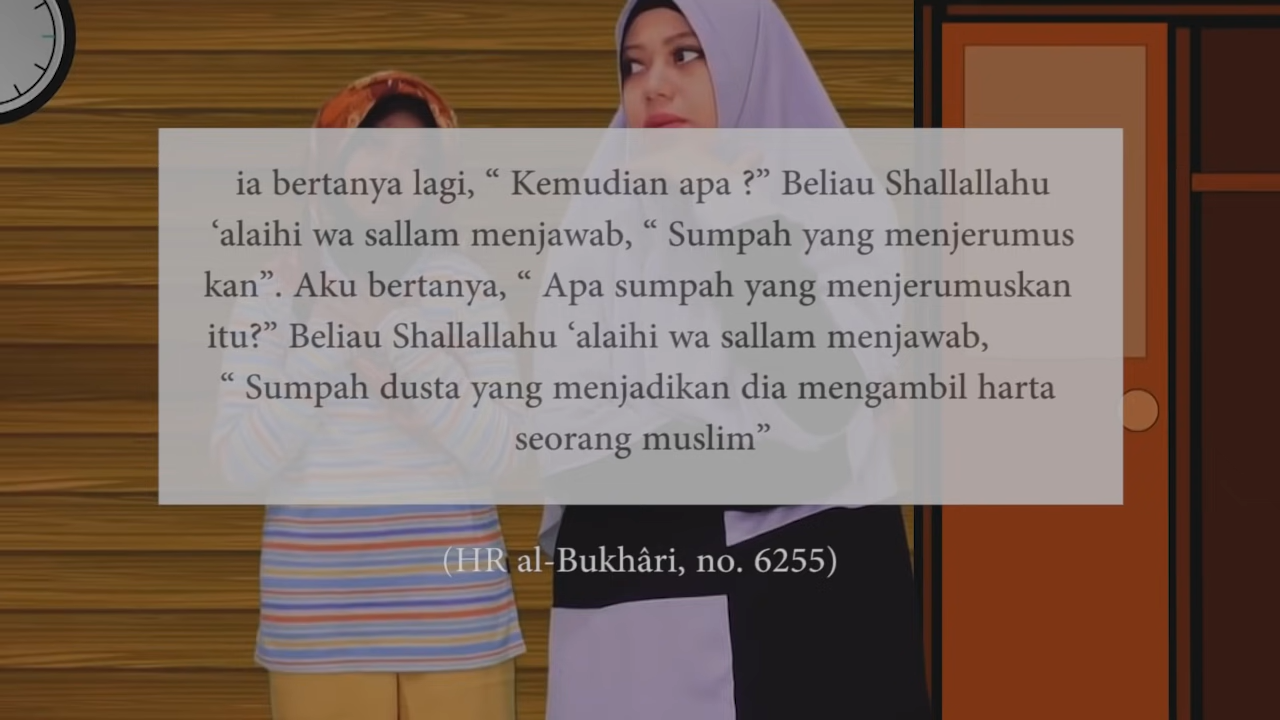 ia bertanya lagi, “ Kemudian apa ?” Beliau Shallallahu
‘alaihi wa sallam menjawab, “ Sumpah yang menjerumus
kan”. Aku bertanya, “ Apa sumpah yang menjerumuskan
itu?” Beliau Shallallahu ‘alaihi wa sallam menjawab,
“ Sumpah dusta yang menjadikan dia mengambil harta
seorang muslim”
(HR al-Bukhâri, no. 6255)